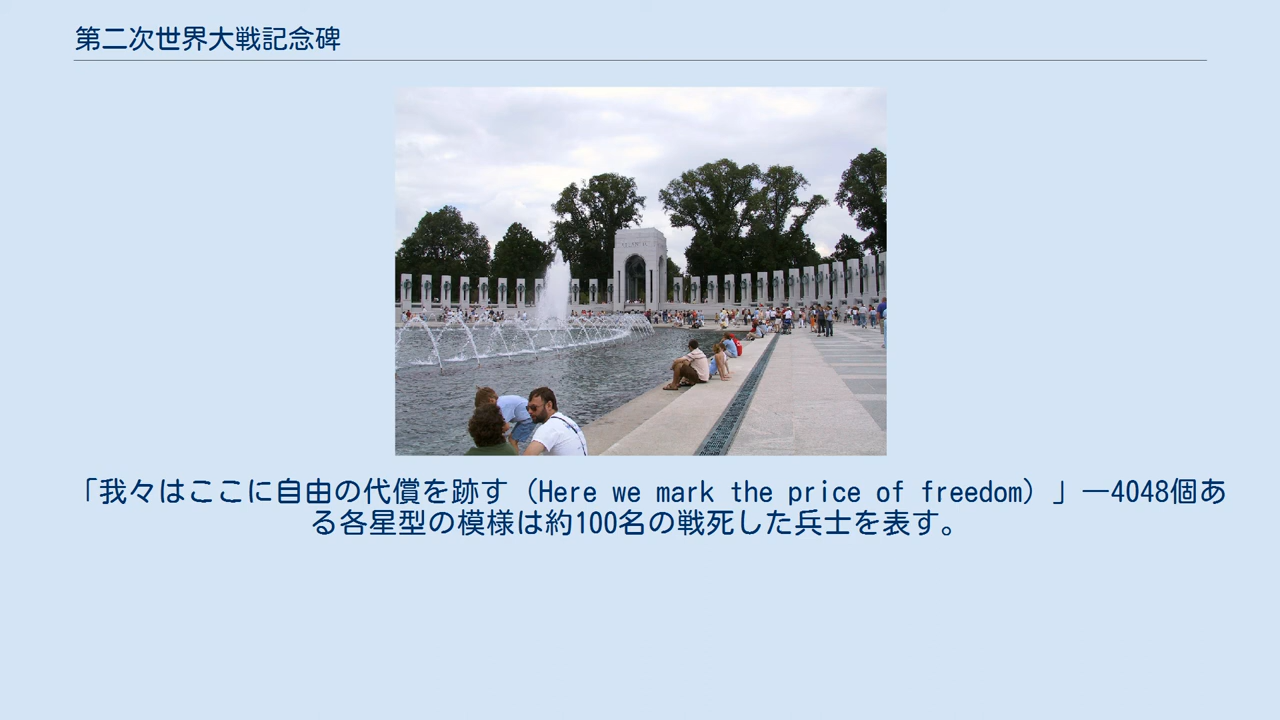 第二次世界大戦記念碑
「我々はここに自由の代償を跡す（Here we mark the price of freedom）」―4048個あ
る各星型の模様は約100名の戦死した兵士を表す。